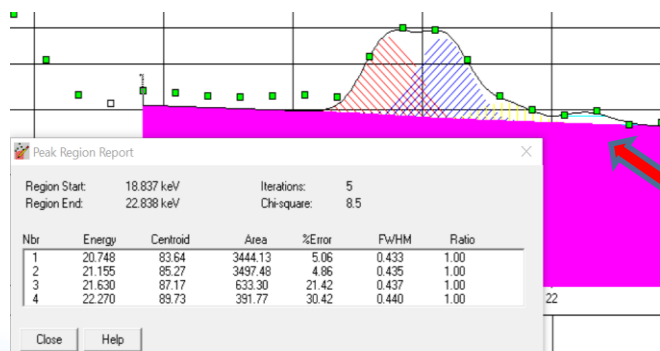 Peak Region Report
Region Start: 18.837 keV Iterations: 5
Region End: 22.838 keV Chi-square: 8.5
Nbr Energy Centroid Area %Error FWHM Ratio
1 20.748 83.64 3444.13 5.06 0.433 1.00
2 21.155 85.27 3497.48 4.86 0.435 1.00
3 21.630 87.17 633.30 21.42 0.437 1.00
4 22.270 89.73 391.77 30.42 0.440 1.00
22
Close Help